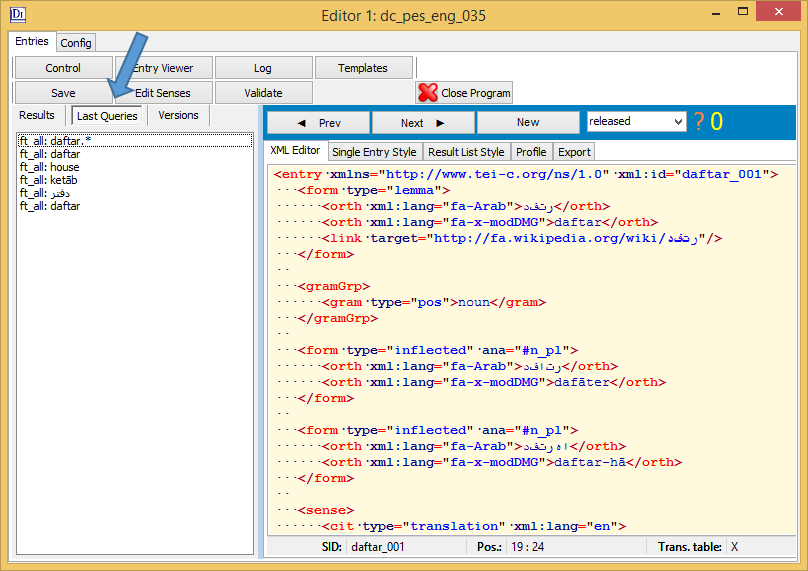 Editor 1: dc_pes_eng_035
Entries Config
Control Entry Viewer Log Templates
Save Edit Senses Validate Close Program
Results Last Queries Versions
ft_all: daftar.*
ft_all: daftar
ft_all: house
ft_all: ketāb
ft_all: دفتر
ft_all: daftar
Prev Next New released ? 0
XML Editor Single Entry Style Result List Style Profile Export
<entry xmlns="http://www.tei-c.org/ns/1.0" xml:id="daftar_001">
<form type="lemma">
<orth xml:lang="fa-Arab">رتفد</orth>
<orth xml:lang="fa-x-modDMG">daftar</orth>
<link target="http://fa.wikipedia.org/wiki/رتفد"/>
</form>
<gramGrp>
<gram type="pos">noun</gram>
</gramGrp>
<form type="inflected" ana="#n_pl">
<orth xml:lang="fa-Arab">رتافد</orth>
<orth xml:lang="fa-x-modDMG">dafāter</orth>
</form>
<form type="inflected" ana="#n_pl">
<orth xml:lang="fa-Arab">اه رتفد</orth>
<orth xml:lang="fa-x-modDMG">daftar-hā</orth>
</form>
<sense>
<cit type="translation" xml:lang="en">
SID: daftar_001 Pos.: 19 : 24 Trans. table: X